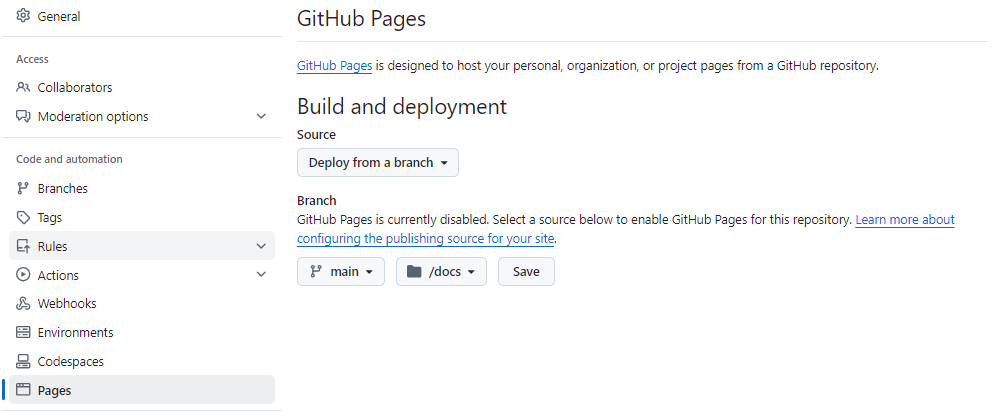 General
Access
Collaborators
Moderation options
Code and automation
Branches
Tags
Rules
Actions
Webhooks
Environments
Codespaces
Pages
GitHub Pages
GitHub Pages is designed to host your personal, organization, or project pages from a GitHub repository.
Build and deployment
Source
Deploy from a branch
Branch
GitHub Pages is currently disabled. Select a source below to enable GitHub Pages for this repository. Learn more about
configuring the publishing source for your site.
main /docs Save